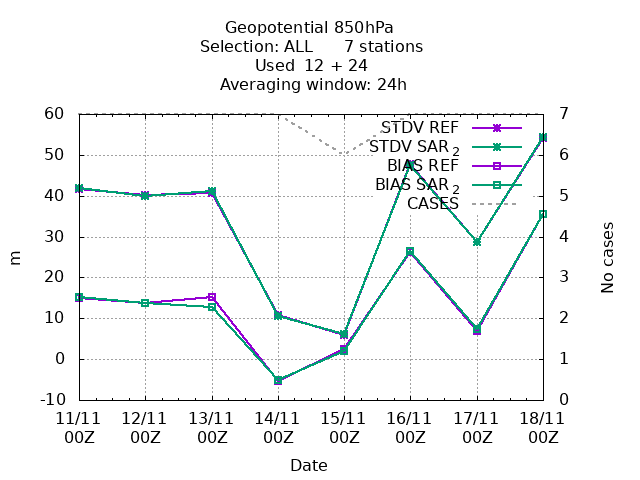 Geopotential 850hPa
Selection: ALL 7 stations
Used 12 + 24
Averaging window: 24h
60 7
STDV REF
STDV SAR 2
50 6
BIAS REF
BIAS SAR 2
40 5
CASES
30 4
m
No cases
20 3
10 2
0 1
-10 0
11/11 12/11 13/11 14/11 15/11 16/11 17/11 18/11
00Z 00Z 00Z 00Z 00Z 00Z 00Z 00Z
Date